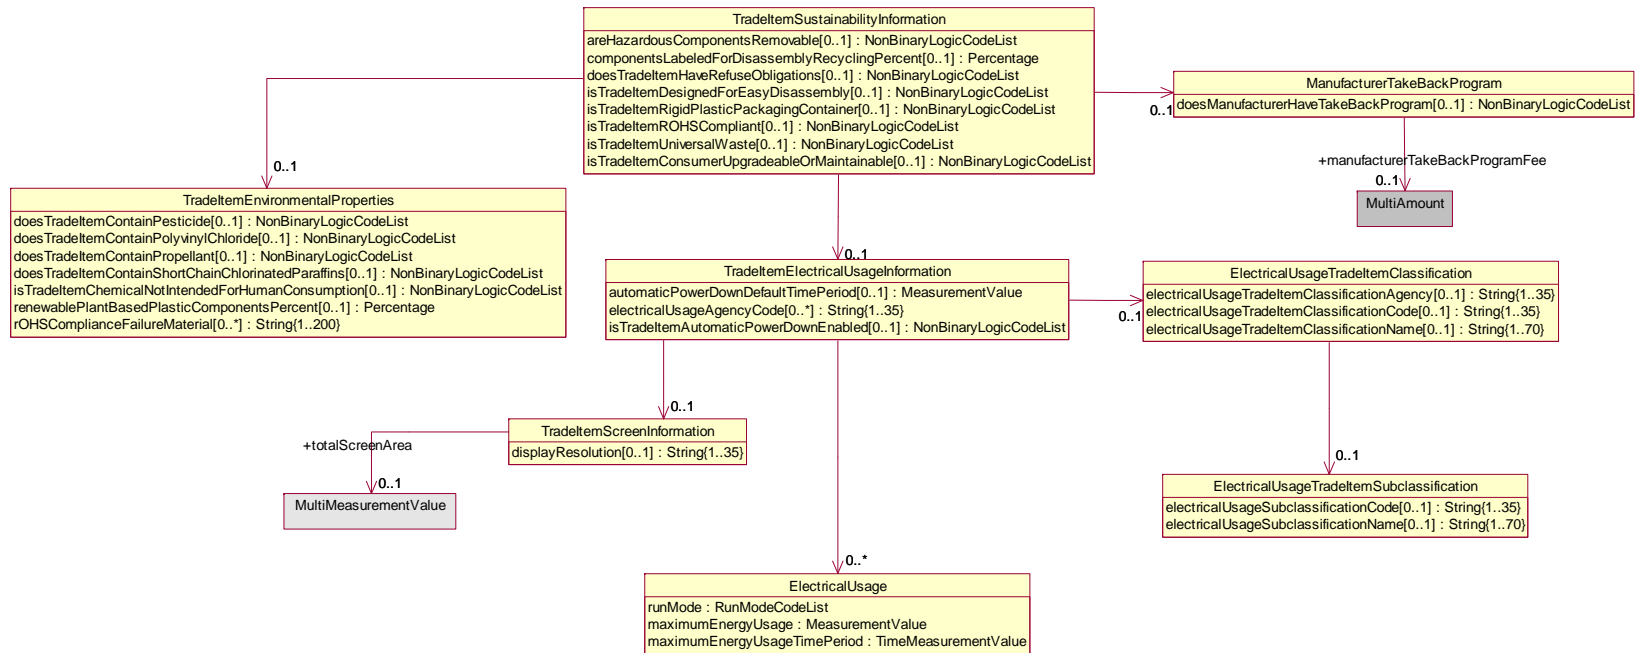 TradeItemSustainabilityInformation
areHazardousComponentsRemovable[0..1] : NonBinaryLogicCodeList
componentsLabeledForDisassemblyRecyclingPercent[0..1] : Percentage
doesTradeItemHaveRefuseObligations[0..1] : NonBinaryLogicCodeList
isTradeItemDesignedForEasyDisassembly[0..1] : NonBinaryLogicCodeList
isTradeItemRigidPlasticPackagingContainer[0..1] : NonBinaryLogicCodeList
isTradeItemROHSCompliant[0..1] : NonBinaryLogicCodeList
isTradeItemUniversalWaste[0..1] : NonBinaryLogicCodeList
isTradeItemConsumerUpgradeableOrMaintainable[0..1] : NonBinaryLogicCodeList
0..1
ManufacturerTakeBackProgram
doesManufacturerHaveTakeBackProgram[0..1] : NonBinaryLogicCodeList
+manufacturerTakeBackProgramFee
0..1
MultiAmount
0..1
TradeItemEnvironmentalProperties
doesTradeItemContainPesticide[0..1] : NonBinaryLogicCodeList
doesTradeItemContainPolyvinylChloride[0..1] : NonBinaryLogicCodeList
doesTradeItemContainPropellant[0..1] : NonBinaryLogicCodeList
doesTradeItemContainShortChainChlorinatedParaffins[0..1] : NonBinaryLogicCodeList
isTradeItemChemicalNotIntendedForHumanConsumption[0..1] : NonBinaryLogicCodeList
renewablePlantBasedPlasticComponentsPercent[0..1] : Percentage
rOHSComplianceFailureMaterial[0..*] : String{1..200}
0..1
TradeItemElectricalUsageInformation
automaticPowerDownDefaultTimePeriod[0..1] : MeasurementValue
electricalUsageAgencyCode[0..*] : String{1..35}
isTradeItemAutomaticPowerDownEnabled[0..1] : NonBinaryLogicCodeList
0..1
ElectricalUsageTradeItemClassification
electricalUsageTradeItemClassificationAgency[0..1] : String{1..35}
electricalUsageTradeItemClassificationCode[0..1] : String{1..35}
electricalUsageTradeItemClassificationName[0..1] : String{1..70}
0..1
TradeItemScreenInformation
displayResolution[0..1] : String{1..35}
+totalScreenArea
0..1
MultiMeasurementValue
0..1
ElectricalUsageTradeItemSubclassification
electricalUsageSubclassificationCode[0..1] : String{1..35}
electricalUsageSubclassificationName[0..1] : String{1..70}
0..*
ElectricalUsage
runMode : RunModeCodeList
maximumEnergyUsage : MeasurementValue
maximumEnergyUsageTimePeriod : TimeMeasurementValue